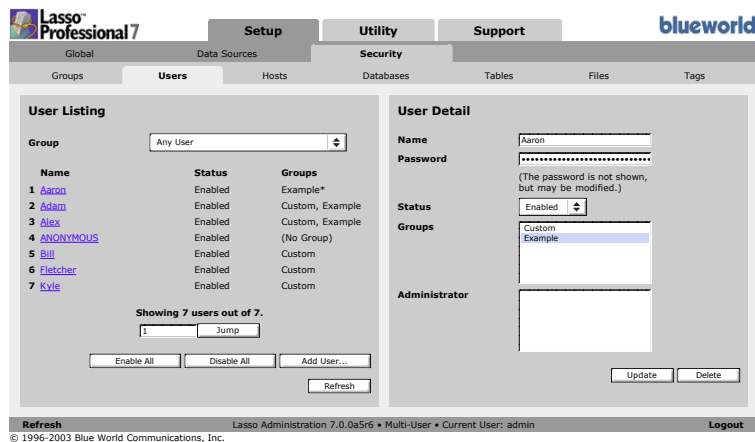 Lasso™
Professional 7
Setup Utility Support
blueworld
Global Data Sources Security
Groups Users Hosts Databases Tables Files Tags
User Listing
Group Any User
Name Status Groups
1 Aaron Enabled Example*
2 Adam Enabled Custom, Example
3 Alex Enabled Custom, Example
4 ANONYMOUS Enabled (No Group)
5 Bill Enabled Custom
6 Fletcher Enabled Custom
7 Kyle Enabled Custom
Showing 7 users out of 7.
1 Jump
Enable All Disable All Add User...
Refresh
User Detail
Name Aaron
Password
(The password is not shown,
but may be modified.)
Status Enabled
Groups Custom
Example
Administrator
Update Delete
Refresh Lasso Administration 7.0.0a5r6 • Multi-User • Current User: admin Logout
© 1996-2003 Blue World Communications, Inc.